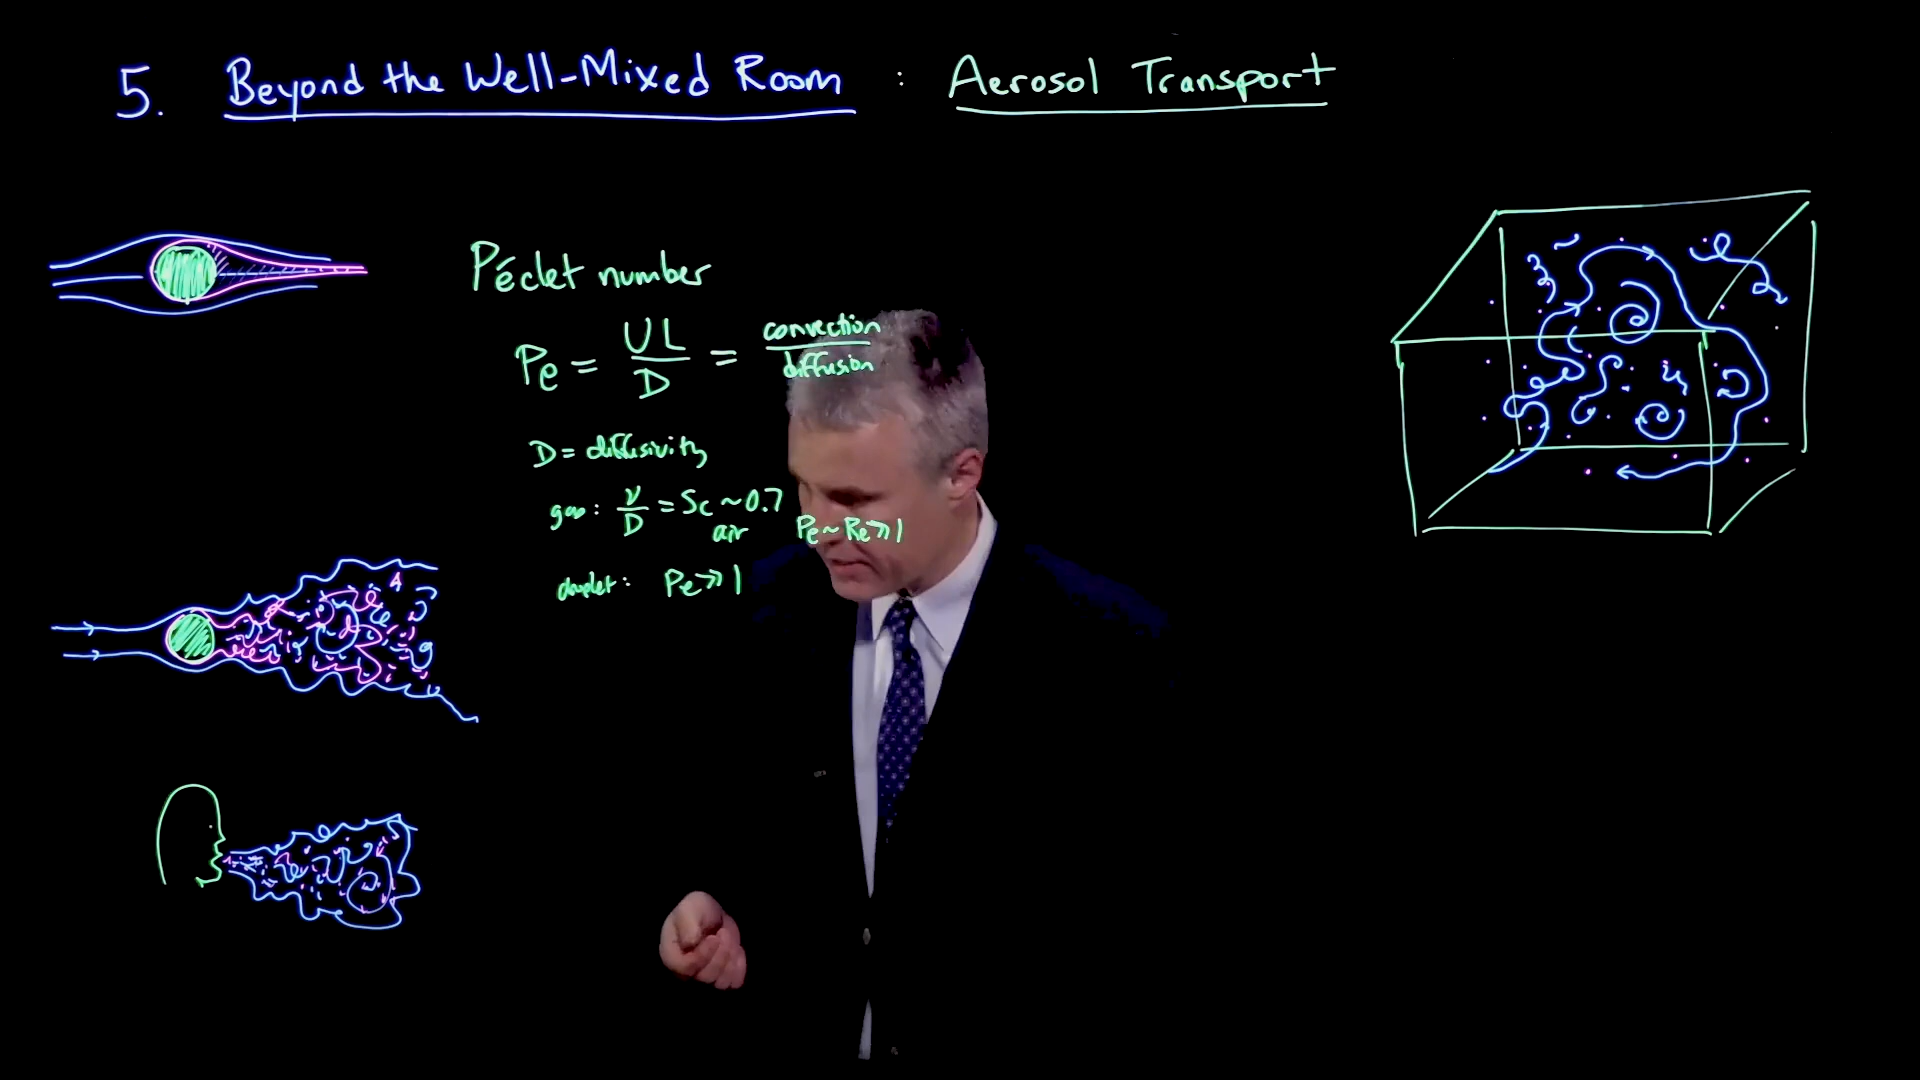 5. Beyond the Well-Mixed Room : Aerosol Transport
Péclet number
Pe = UL/D = convection/diffusion
D = diffusivity
gas: ν/D = Sc ~ 0.7
air Pe ~ Re ≫ 1
droplet: Pe ≫ 1